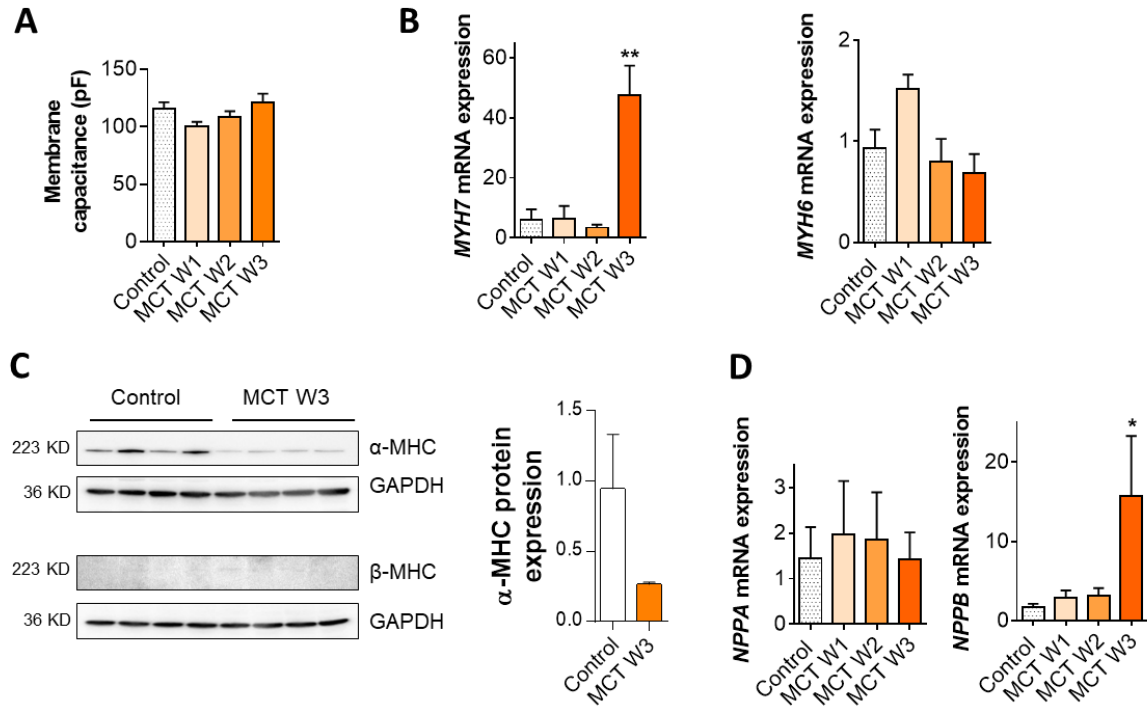 A
Membrane
capacitance (pF)
150
100
50
0
Control
MCT W1
MCT W2
MCT W3
B
MYH7 mRNA expression
60
40
20
0
**
Control
MCT W1
MCT W2
MCT W3
MYH6 mRNA expression
2
1
0
Control
MCT W1
MCT W2
MCT W3
C
Control
MCT W3
223 KD
α-MHC
36 KD
GAPDH
223 KD
β-MHC
36 KD
GAPDH
α-MHC protein
expression
1.5
1.0
0.5
0.0
Control
MCT W3
D
NPPA mRNA expression
3
2
1
0
Control
MCT W1
MCT W2
MCT W3
NPPB mRNA expression
20
10
0
*
Control
MCT W1
MCT W2
MCT W3